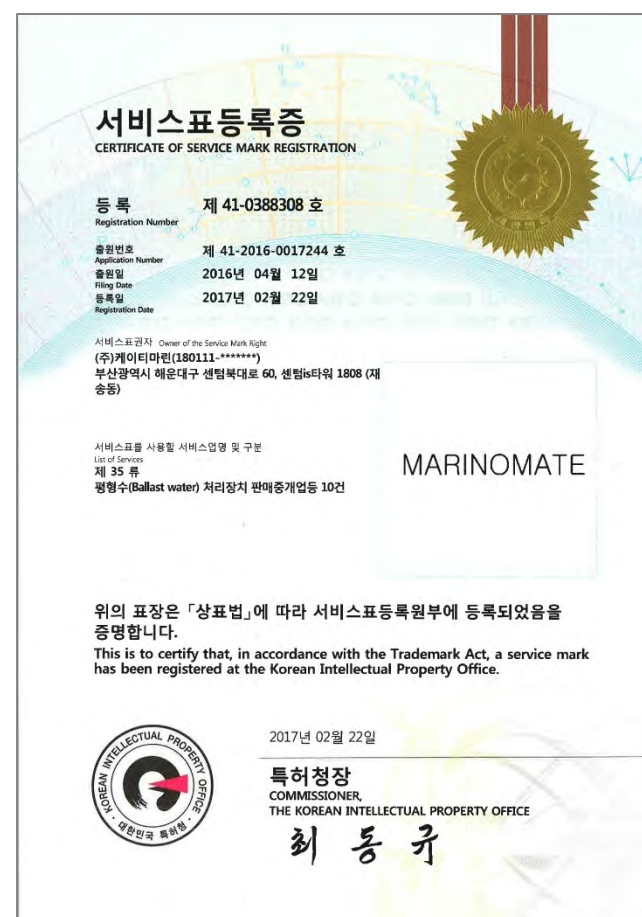 서비스표등록증
CERTIFICATE OF SERVICE MARK REGISTRATION
등 록 제 41-0388308 호
Registration Number
출원번호 제 41-2016-0017244 호
Application Number
출원일 2016년 04월 12일
Filing Date
등록일 2017년 02월 22일
Registration Date
서비스표권자 Owner of the Service Mark Right
(주)케이티마린(180111-*******)
부산광역시 해운대구 센텀북대로 60, 센텀is타워 1808 (재
송동)
서비스표를 사용할 서비스업명 및 구분
List of Services
제 35 류
평형수(Ballast water) 처리장치 판매중개업등 10건
MARINOMATE
위의 표장은 「상표법」에 따라 서비스표등록원부에 등록되었음을
증명합니다.
This is to certify that, in accordance with the Trademark Act, a service mark
has been registered at the Korean Intellectual Property Office.
2017년 02월 22일
특허청장
COMMISSIONER,
THE KOREAN INTELLECTUAL PROPERTY OFFICE
최동규
KOREAN INTELLECTUAL PROPERTY OFFICE
대한민국 특허청